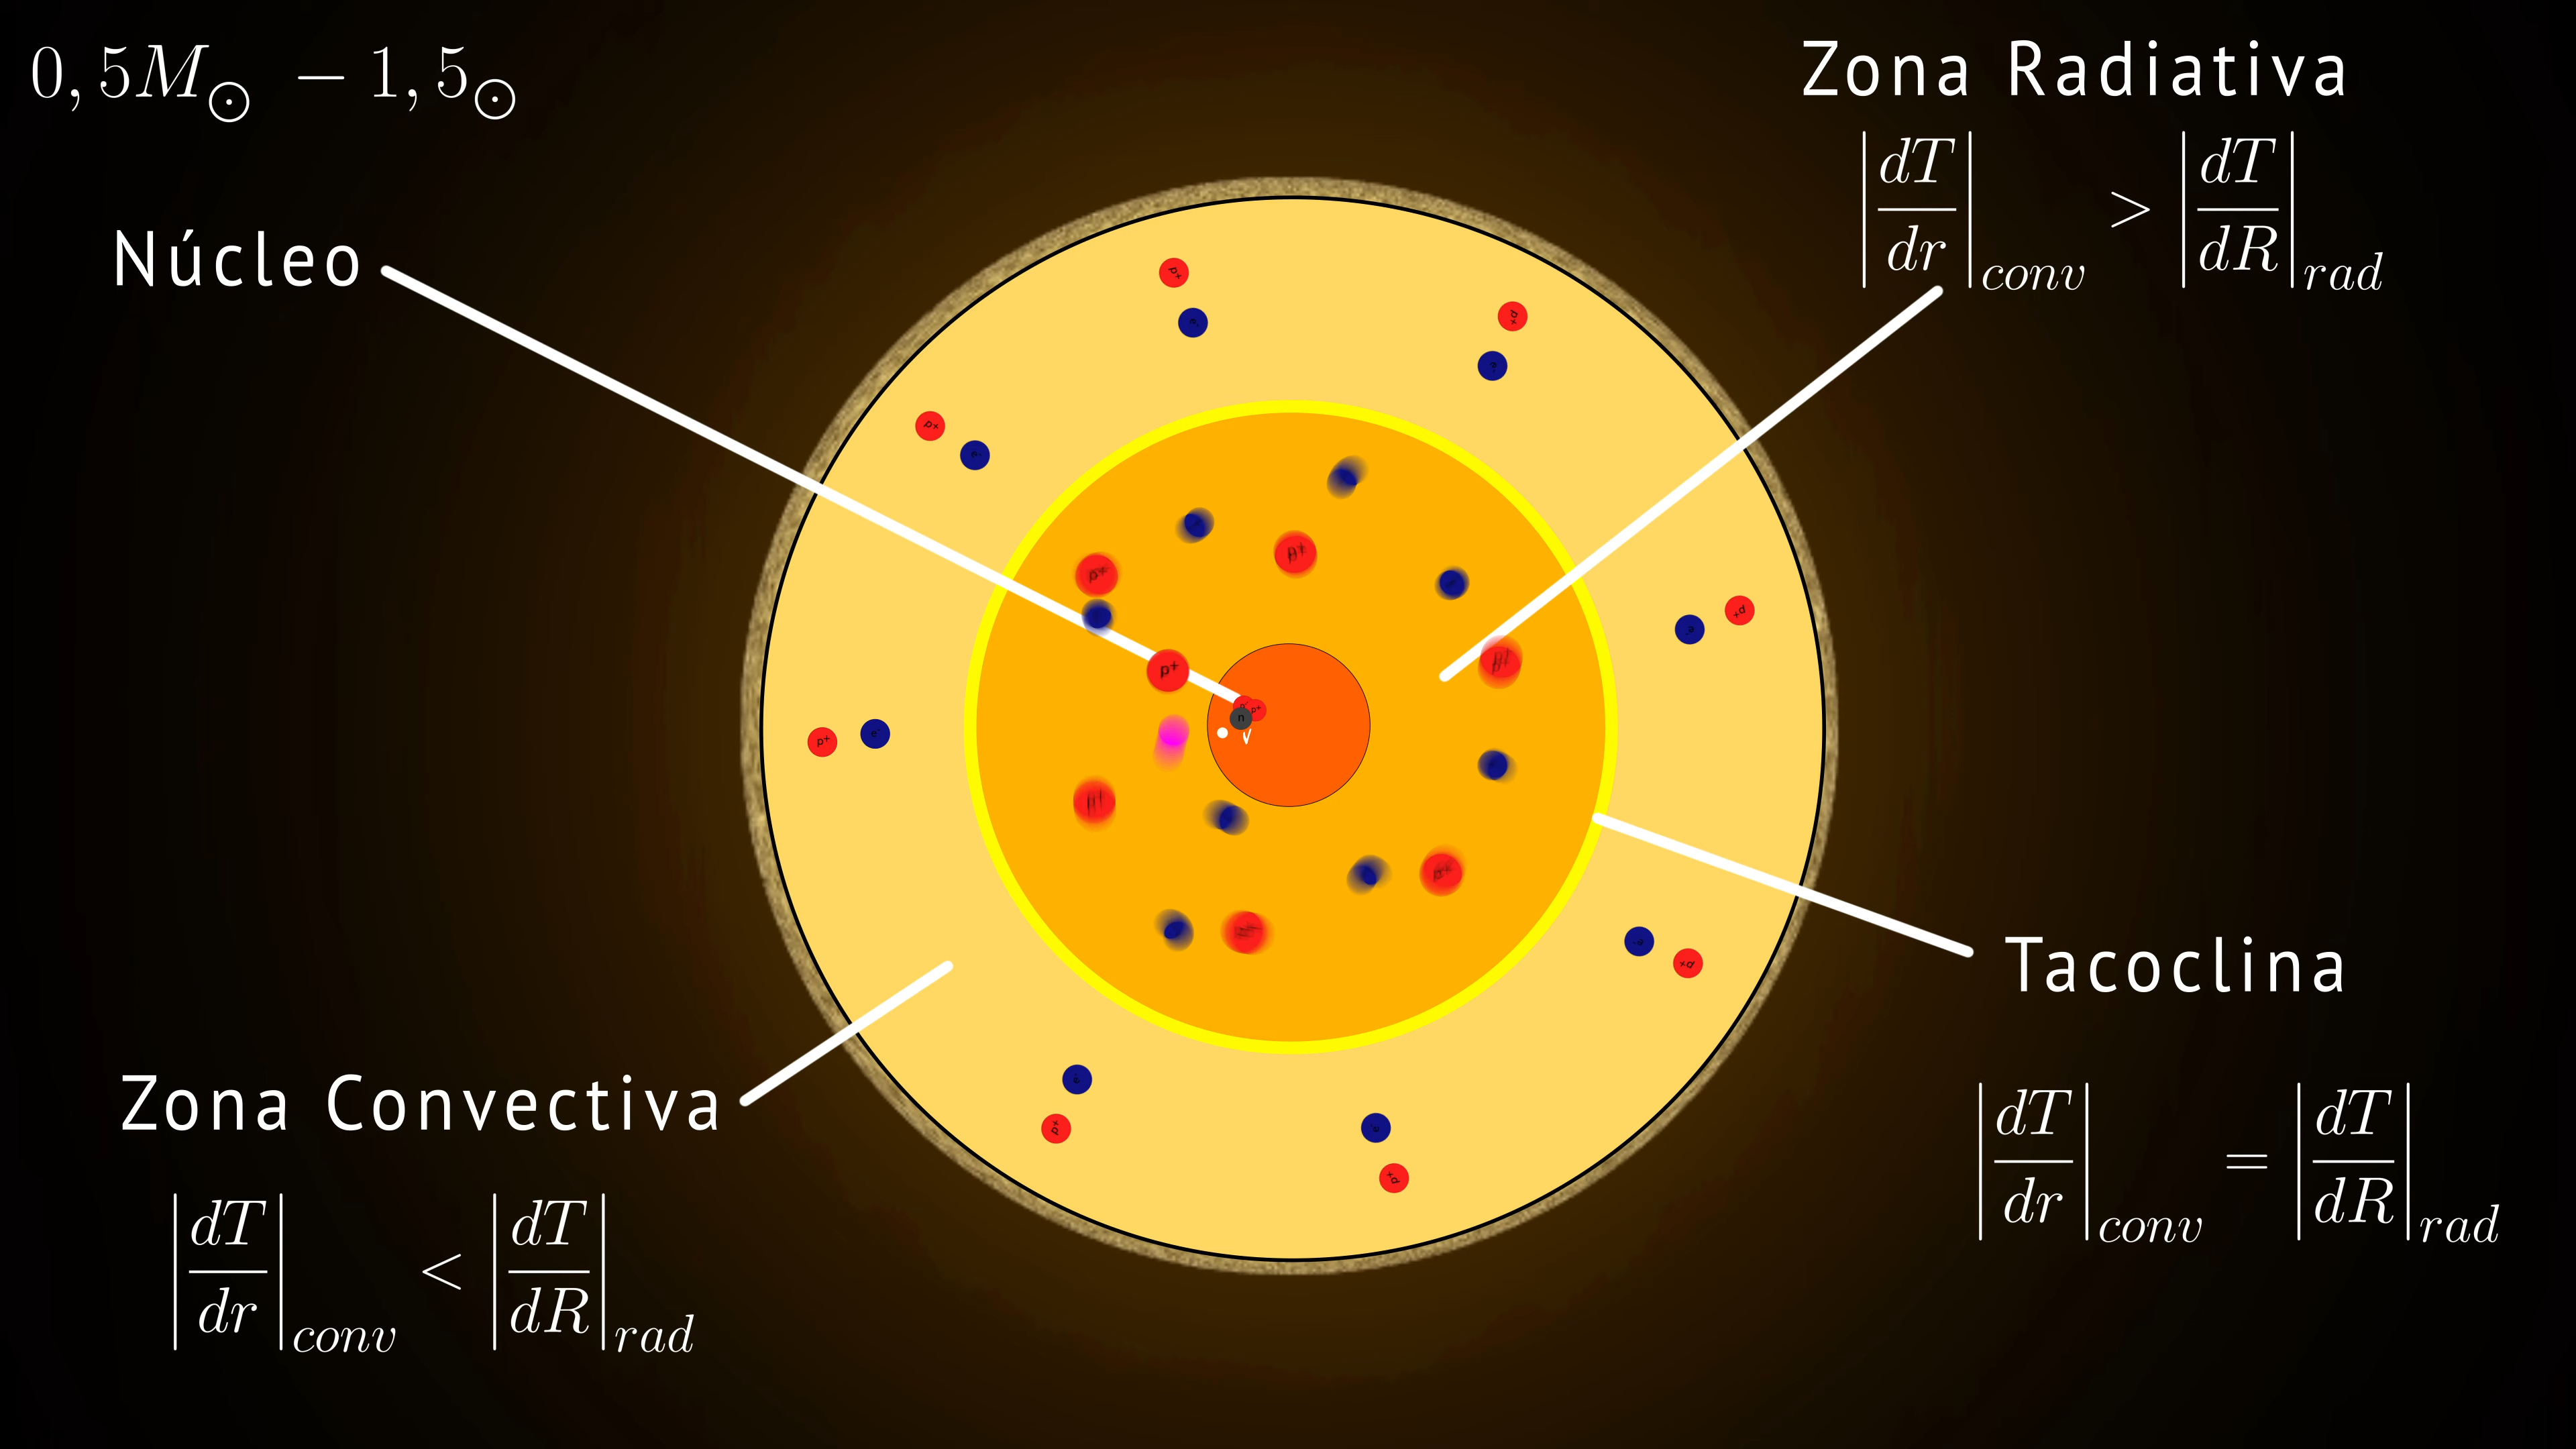 0,5M⊙ − 1,5⊙
Zona Radiativa
|dT/dr|conv > |dT/dR|rad
Núcleo
p+
e-
p+
e-
p+
e-
p+
p+
p+
e-
p+
p+
n
p+
e-
Tacoclina
e-
p+
Zona Convectiva
e-
p+
e-
p+
|dT/dr|conv = |dT/dR|rad
|dT/dr|conv < |dT/dR|rad